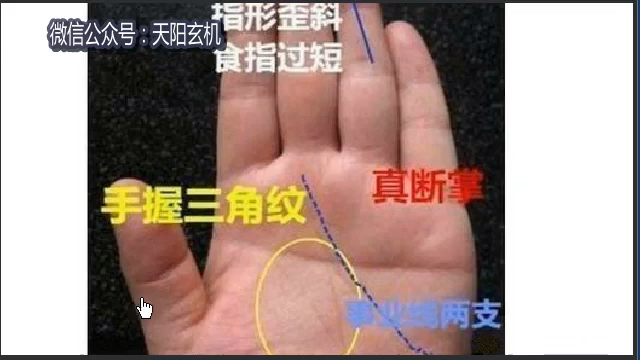 指形歪斜
微信公众号：天阳玄机
食指过短
真断掌
手握三角纹
事业线两支